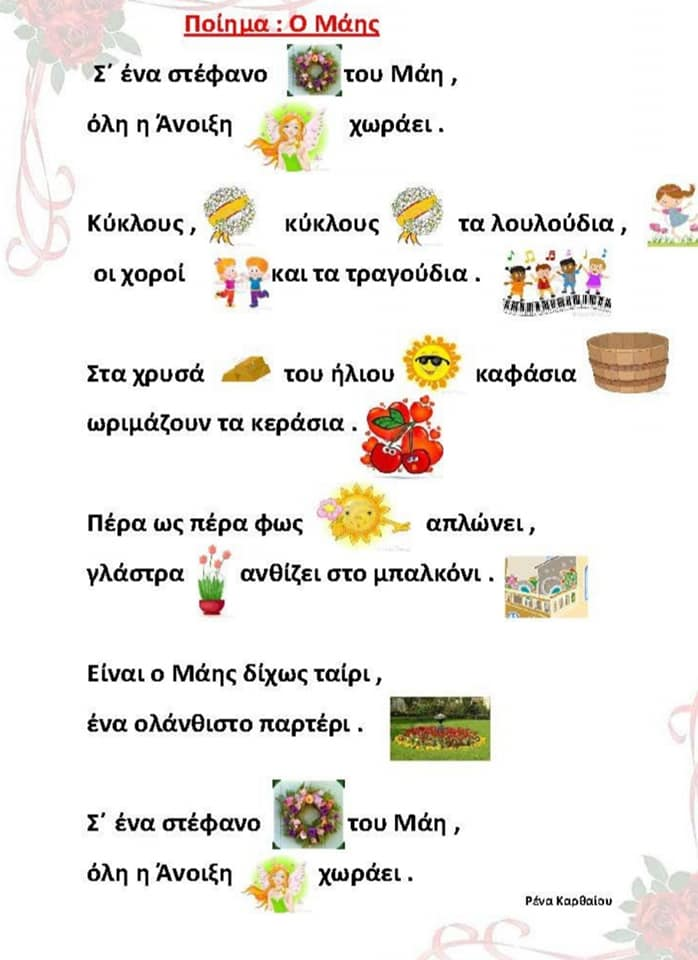 Ποίημα : Ο Μάης
Σ΄ ένα στέφανο του Μάη ,
όλη η Άνοιξη χωράει .
Κύκλους , κύκλους τα λουλούδια ,
οι χοροί και τα τραγούδια .
Στα χρυσά του ήλιου καφάσια
ωριμάζουν τα κεράσια .
Πέρα ως πέρα φως απλώνει ,
γλάστρα ανθίζει στο μπαλκόνι .
Είναι ο Μάης δίχως ταίρι ,
ένα ολάνθιστο παρτέρι .
Σ΄ ένα στέφανο του Μάη ,
όλη η Άνοιξη χωράει .
Ρένα Καρθαίου